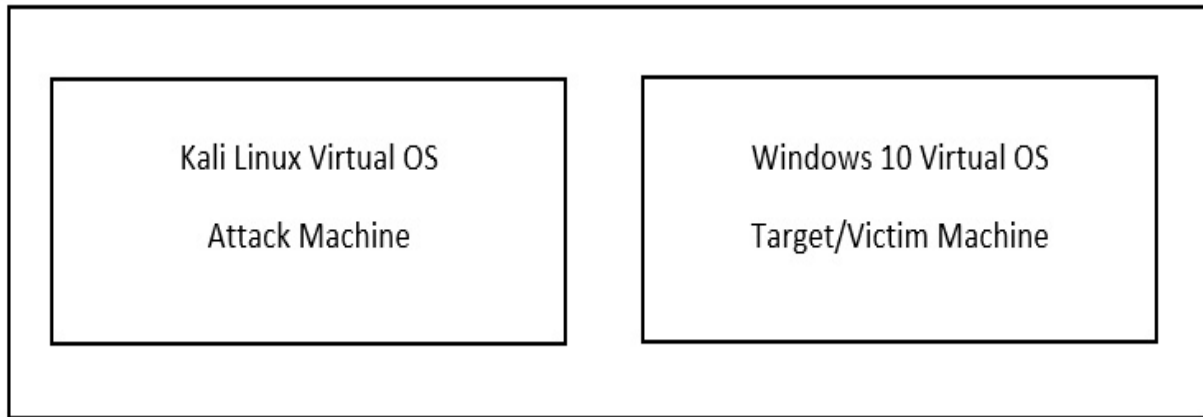 Kali Linux Virtual OS
Attack Machine
Windows 10 Virtual OS
Target/Victim Machine